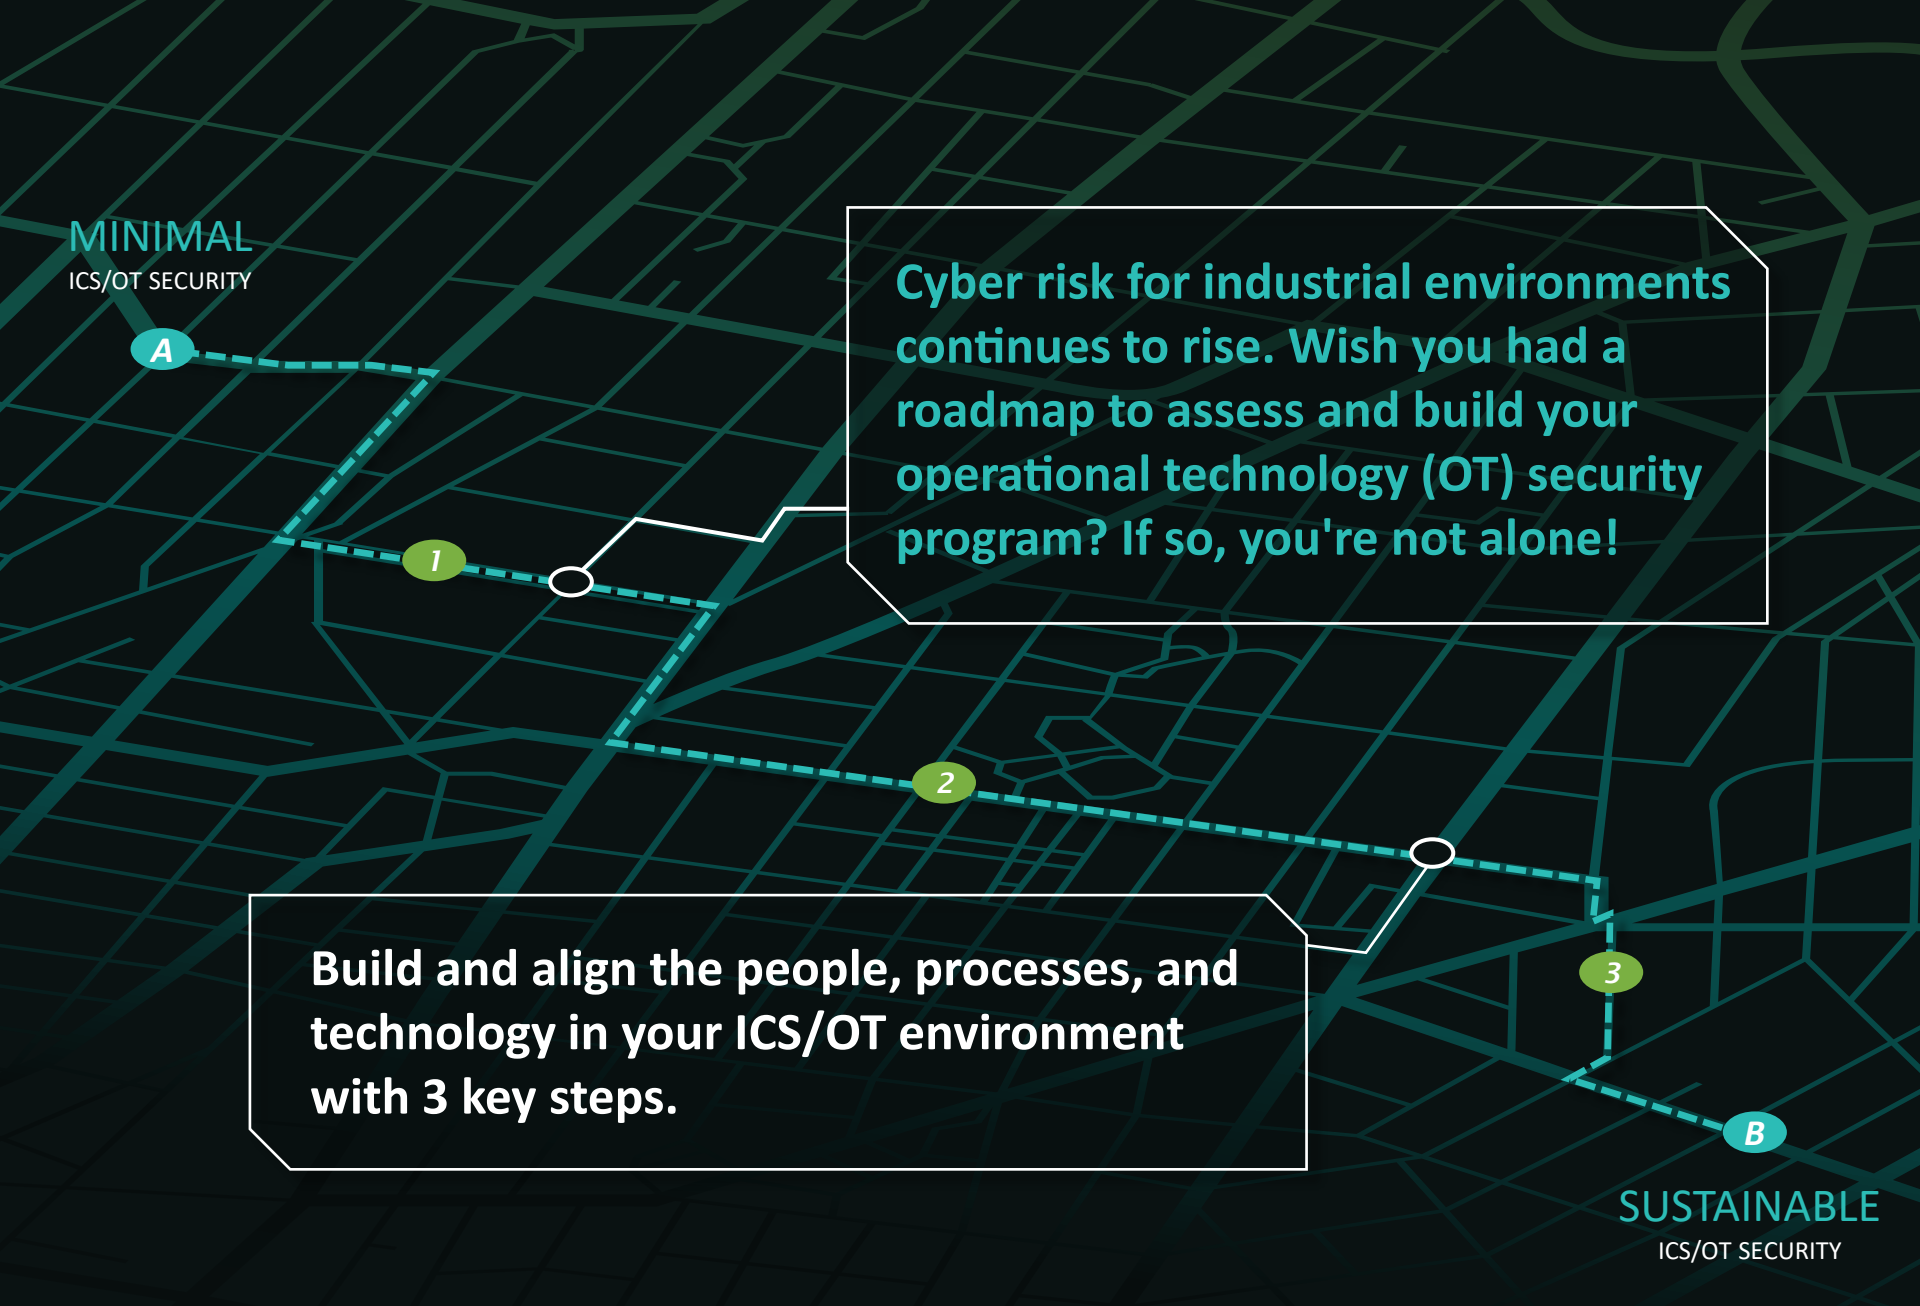 MINIMAL
ICS/OT SECURITY
A
Cyber risk for industrial environments
continues to rise. Wish you had a
roadmap to assess and build your
operational technology (OT) security
program? If so, you're not alone!
1
2
3
Build and align the people, processes, and
technology in your ICS/OT environment
with 3 key steps.
B
SUSTAINABLE
ICS/OT SECURITY